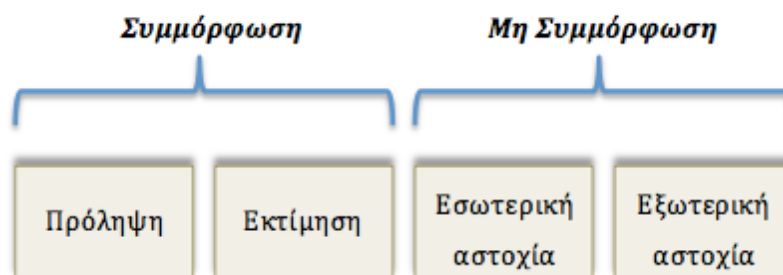 Συμμόρφωση
Μη Συμμόρφωση
Πρόληψη
Εκτίμηση
Εσωτερική
αστοχία
Εξωτερική
αστοχία